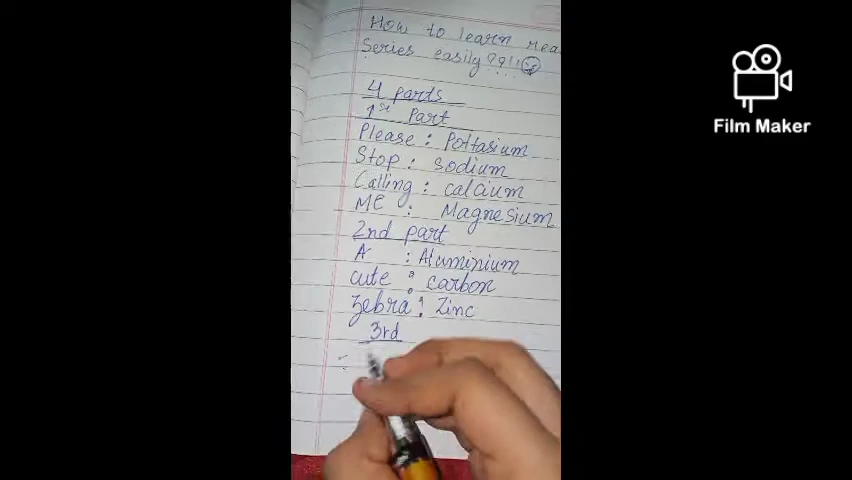 How to learn Rea
Series easily ??!!
4 parts
1st Part
Please : Pottasium
Stop : sodium
Calling : calcium
ME : Magnesium
2nd part
A : Aluminium
cute : carbon
Zebra : Zinc
3rd
Film Maker